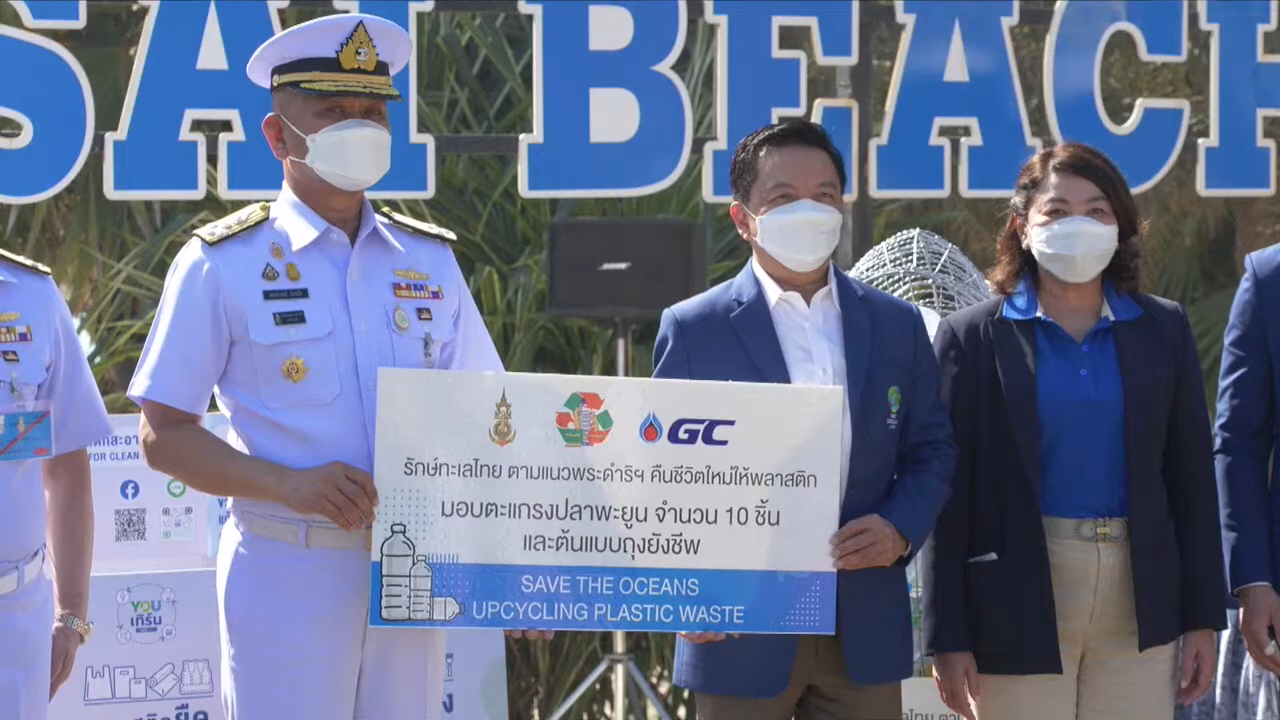 SAI BEACH
GC
รักษ์ทะเลไทย ตามแนวพระดำริฯ คืนชีวิตใหม่ให้พลาสติก
มอบตะแกรงปลาพะยูน จำนวน 10 ชิ้น
และต้นแบบถุงยังชีพ
SAVE THE OCEANS
UPCYCLING PLASTIC WASTE
FOR CLEAN
YOU
เทิร์น